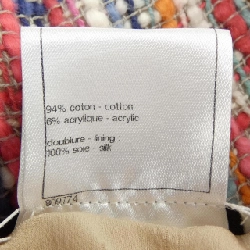 94% coton - cotton
6% acrylique - acrylic
doublure - lining
100% soie - silk